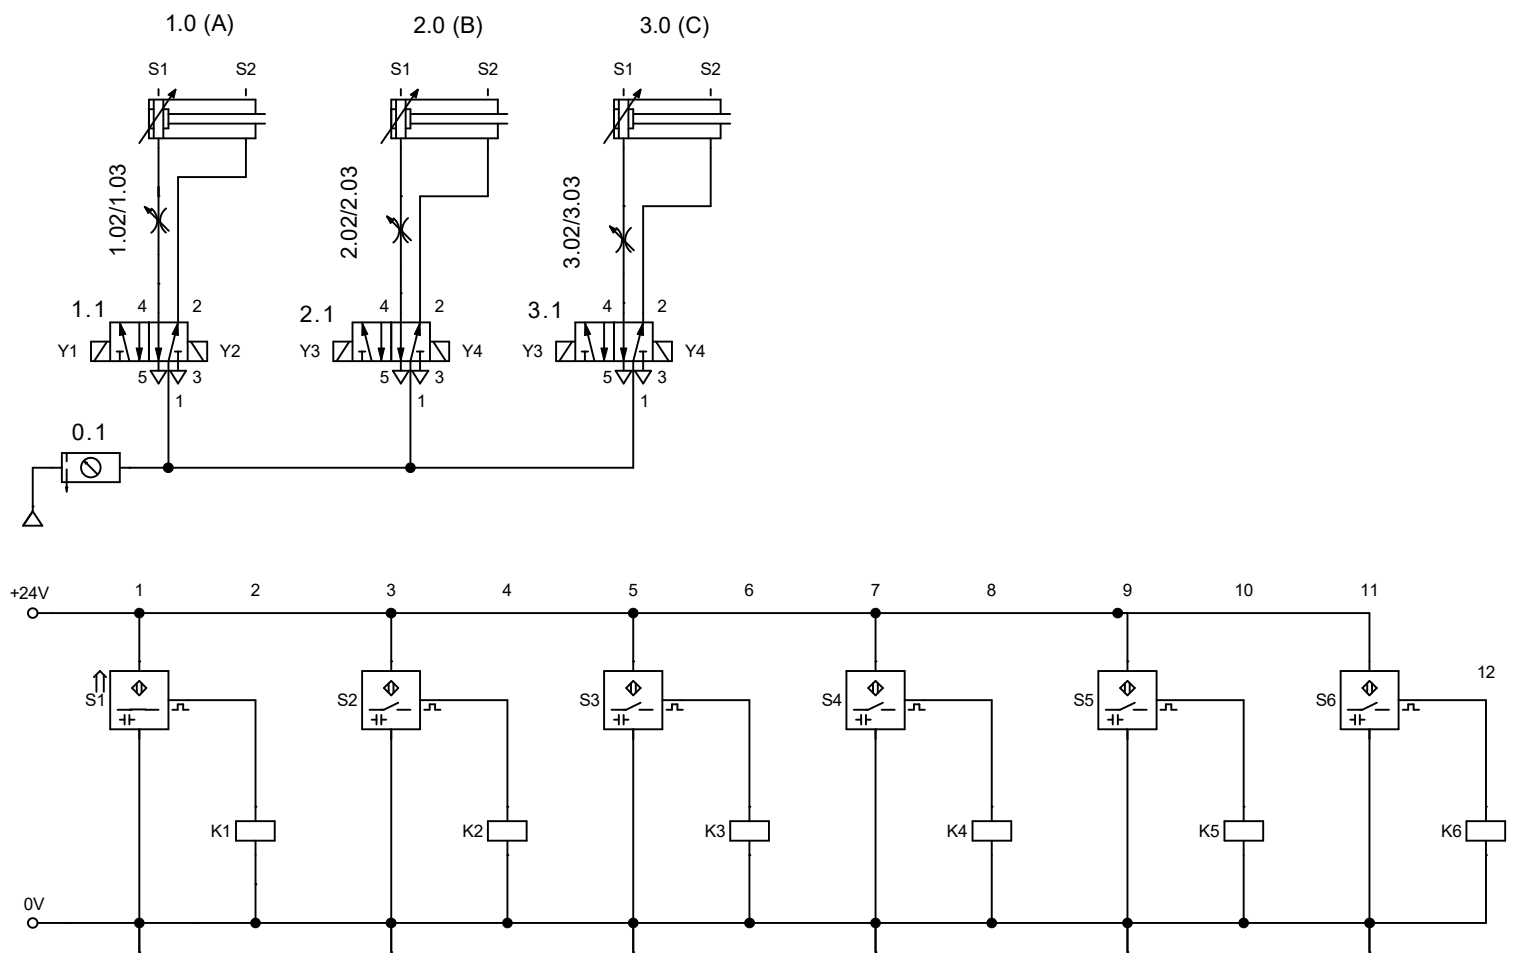 1.0 (A) 2.0 (B) 3.0 (C)
S1 S2 S1 S2 S1 S2
1.02/1.03 2.02/2.03 3.02/3.03
1.1 4 2 2.1 4 2 3.1 4 2
Y1 Y2 Y3 Y4 Y3 Y4
5 3 5 3 5 3
1 1 1
0.1
+24V 1 2 3 4 5 6 7 8 9 10 11
12
S1 S2 S3 S4 S5 S6
K1 K2 K3 K4 K5 K6
0V